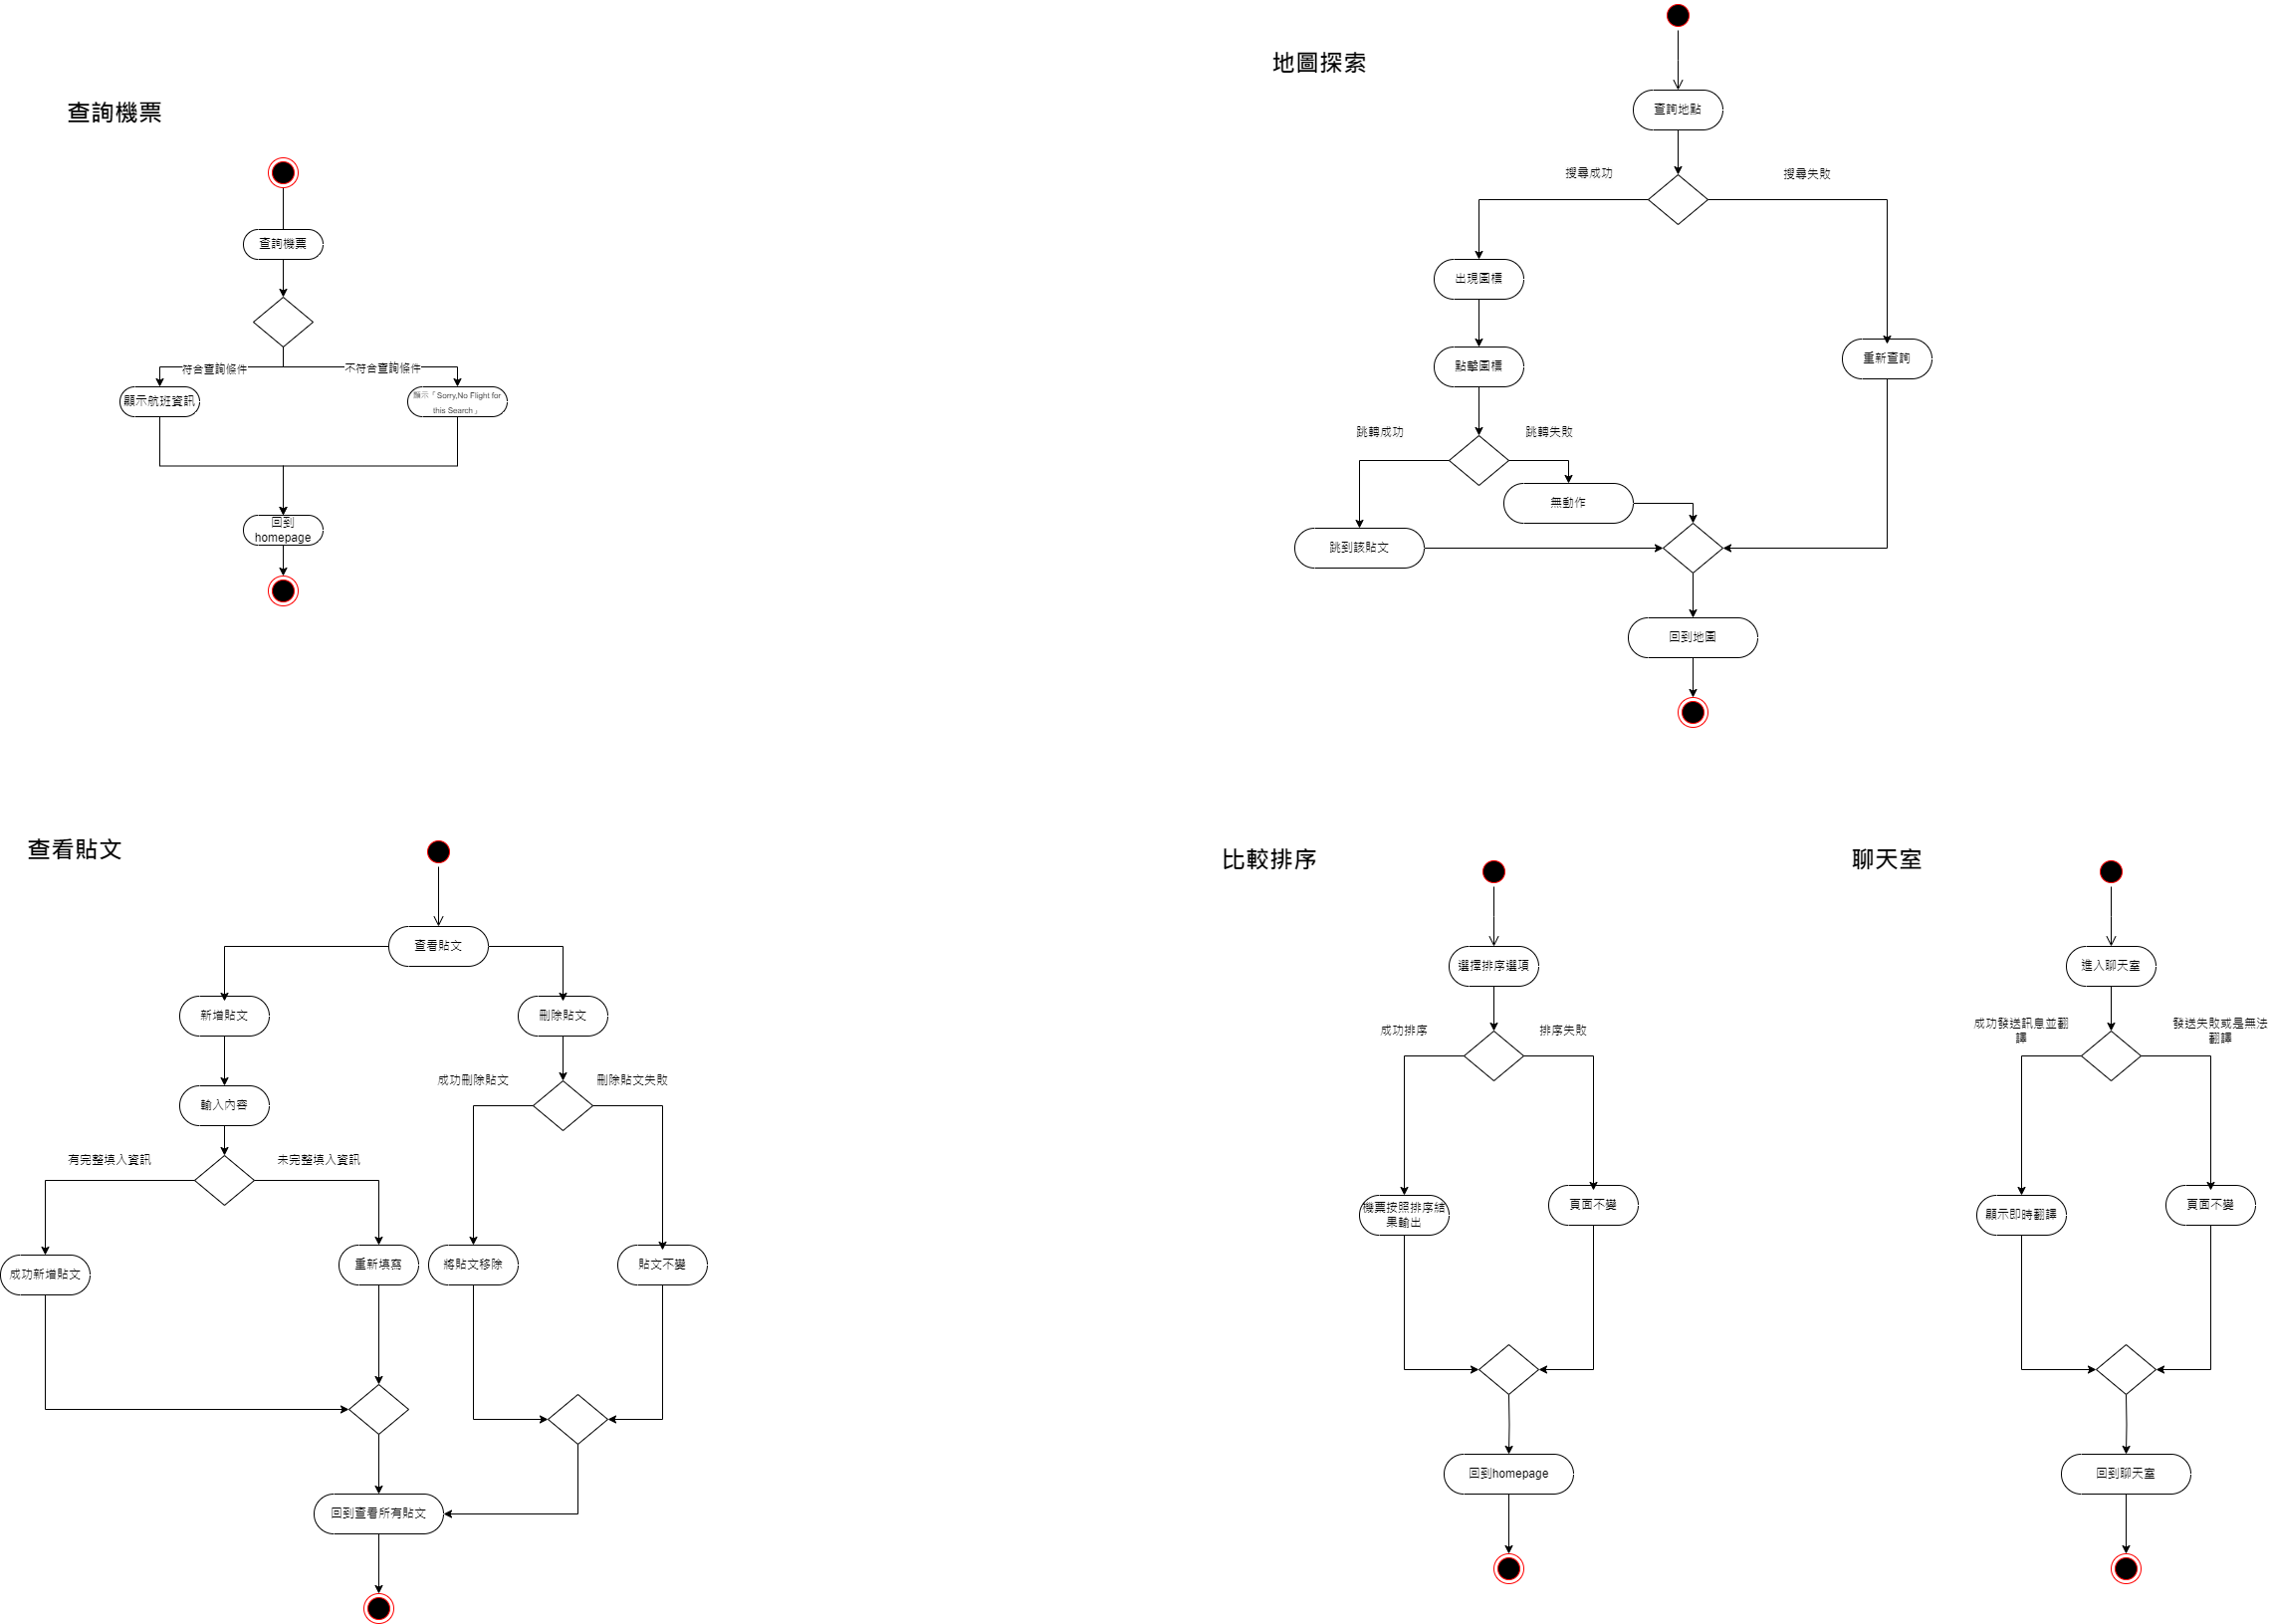 查詢機票
查詢機票
符合查詢條件
不符合查詢條件
顯示航班資訊
顯示「Sorry,No Flight for
this Search」
回到
homepage
地圖探索
查詢地點
搜尋成功
搜尋失敗
出現圖標
點擊圖標
重新查詢
跳轉成功
跳轉失敗
無動作
跳到該貼文
回到地圖
查看貼文
查看貼文
新增貼文
刪除貼文
輸入內容
成功刪除貼文
刪除貼文失敗
有完整填入資訊
未完整填入資訊
成功新增貼文
重新填寫
將貼文移除
貼文不變
回到查看所有貼文
比較排序
選擇排序選項
成功排序
排序失敗
機票按照排序結
果輸出
頁面不變
回到homepage
聊天室
進入聊天室
成功發送訊息並翻
譯
發送失敗或是無法
翻譯
顯示即時翻譯
頁面不變
回到聊天室